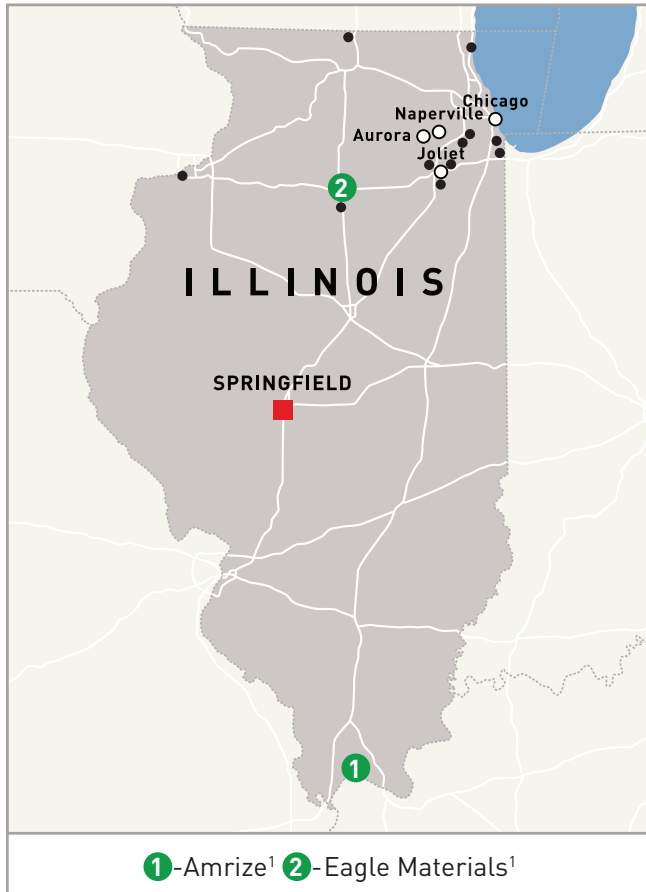 Chicago
Naperville
Aurora
Joliet
2
ILLINOIS
SPRINGFIELD
1
1-Amrize¹ 2-Eagle Materials¹